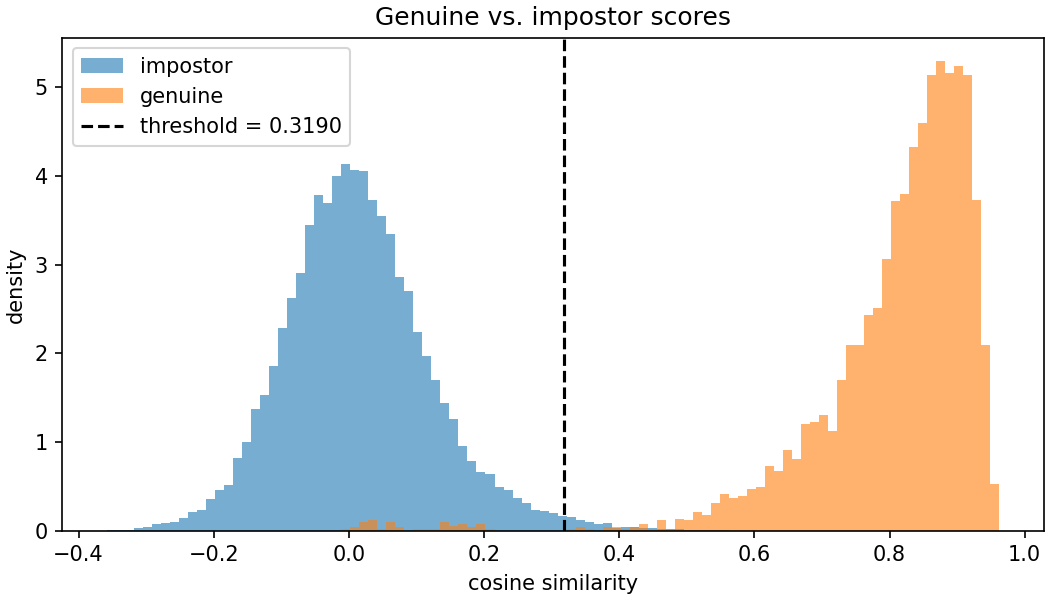 Genuine vs. impostor scores
impostor
genuine
threshold = 0.3190
density
5
4
3
2
1
0
−0.4 −0.2 0.0 0.2 0.4 0.6 0.8 1.0
cosine similarity